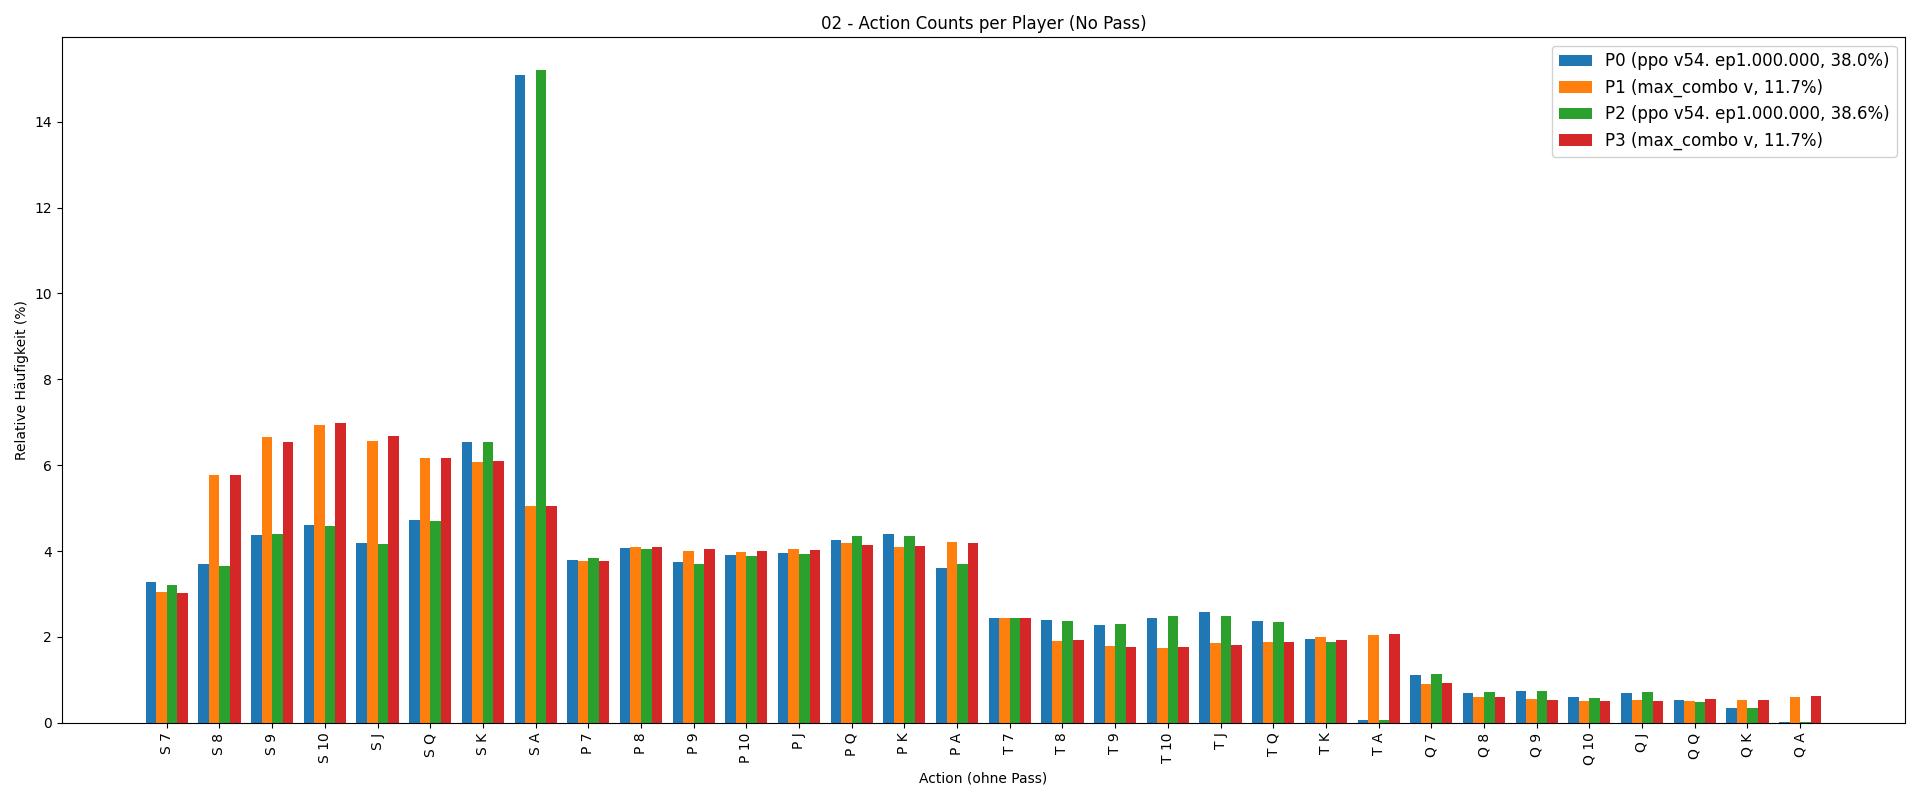 02 - Action Counts per Player (No Pass)
P0 (ppo v54. ep1.000.000, 38.0%)
P1 (max_combo v, 11.7%)
P2 (ppo v54. ep1.000.000, 38.6%)
P3 (max_combo v, 11.7%)
Relative Häufigkeit (%)
14
12
10
8
6
4
2
0
S 7
S 8
S 9
S 10
S J
S Q
S K
S A
P 7
P 8
P 9
P 10
P J
P Q
P K
P A
T 7
T 8
T 9
T 10
T J
T Q
T K
T A
Q 7
Q 8
Q 9
Q 10
Q J
Q Q
Q K
Q A
Action (ohne Pass)